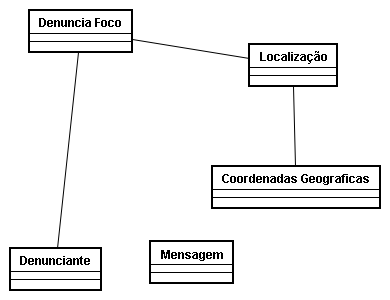 Denuncia Foco
Localização
Coordenadas Geograficas
Denunciante
Mensagem